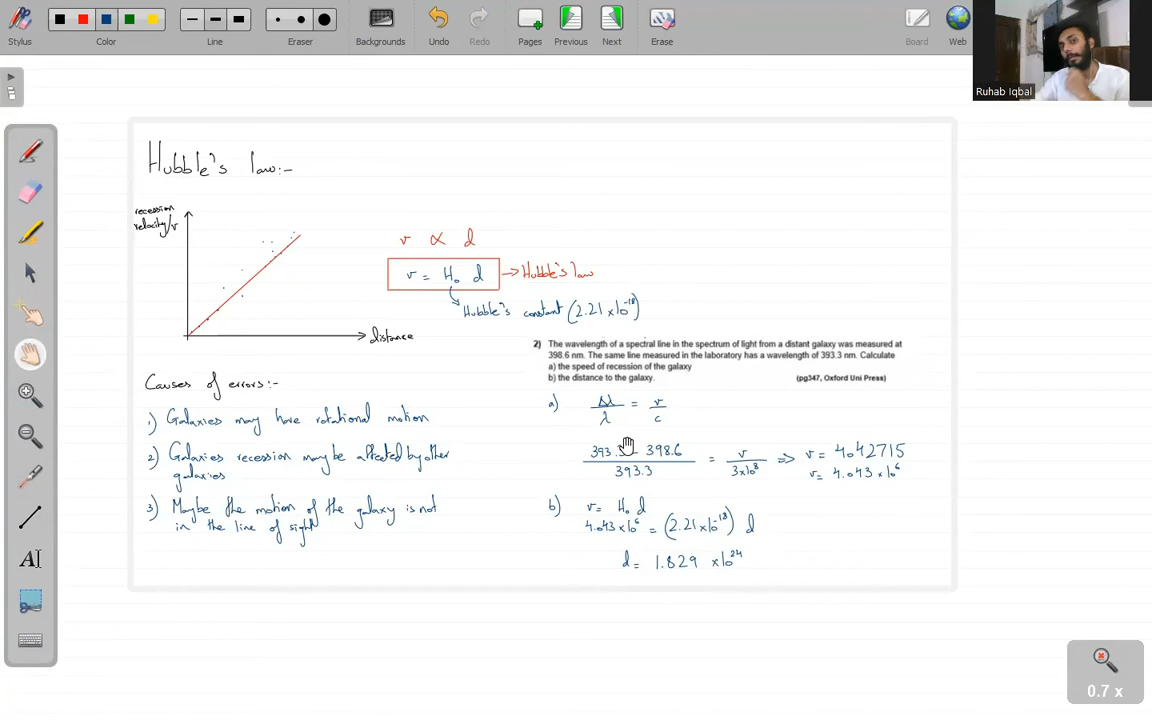 Stylus
Color
Line
Eraser
Backgrounds
Undo
Redo
Pages
Previous
Next
Erase
Board
Web
Ruhab Iqbal
Hubble's law:-
recession
velocity/v
distance
v ∝ d
v = H₀ d → Hubble's law
Hubble's constant (2.21 x10⁻¹⁸)
Causes of errors:-
1) Galaxies may have rotational motion
2) Galaxies recession may be affected by other
galaxies
3) Maybe the motion of the galaxy is not
in the line of sight
2) The wavelength of a spectral line in the spectrum of light from a distant galaxy was measured at
398.6 nm. The same line measured in the laboratory has a wavelength of 393.3 nm. Calculate
a) the speed of recession of the galaxy
b) the distance to the galaxy. (pg347, Oxford Uni Press)
a) Δλ/λ = v/c
398.6
393.3 = v/3x10⁸ => v = 4.042715
v = 4.043 x10⁶
b) v = H₀ d
4.043 x10⁶ = (2.21 x10⁻¹⁸) d
d = 1.829 x10²⁴
0.7 x